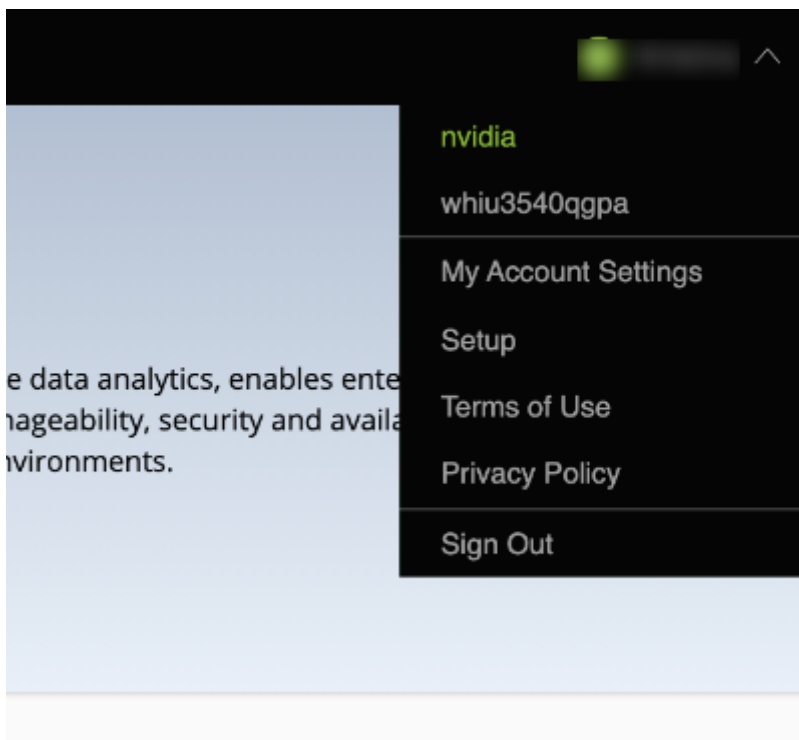 nvidia
whiu3540qgpa
My Account Settings
Setup
Terms of Use
Privacy Policy
Sign Out
e data analytics, enables ente
nageability, security and availa
nvironments.